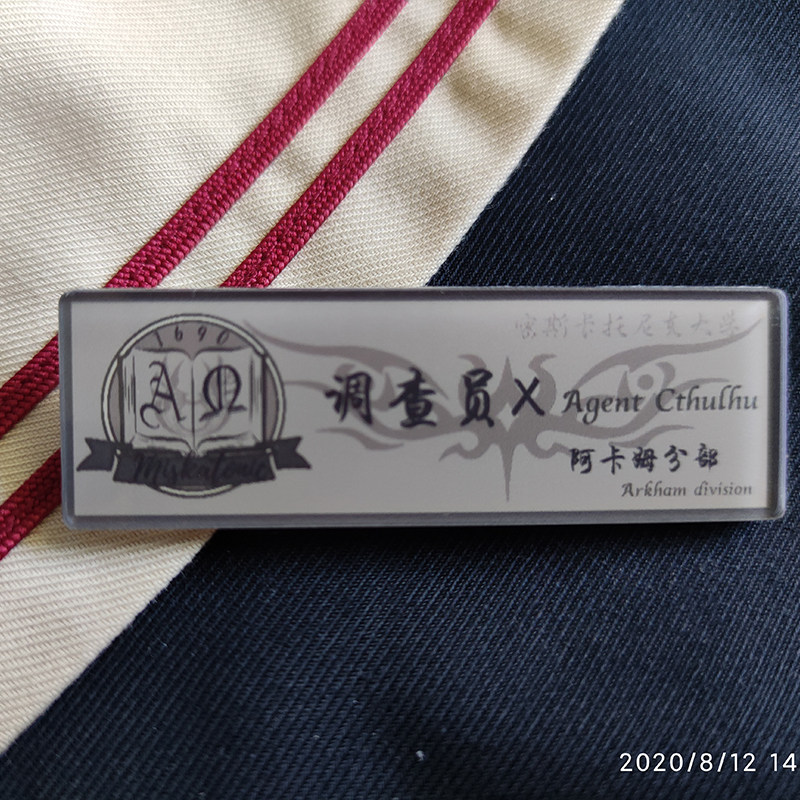 1690
Α Ω
Miskatonic
密斯卡托尼克大学
调查员X Agent Cthulhu
阿卡姆分部
Arkham division
2020/8/12 14